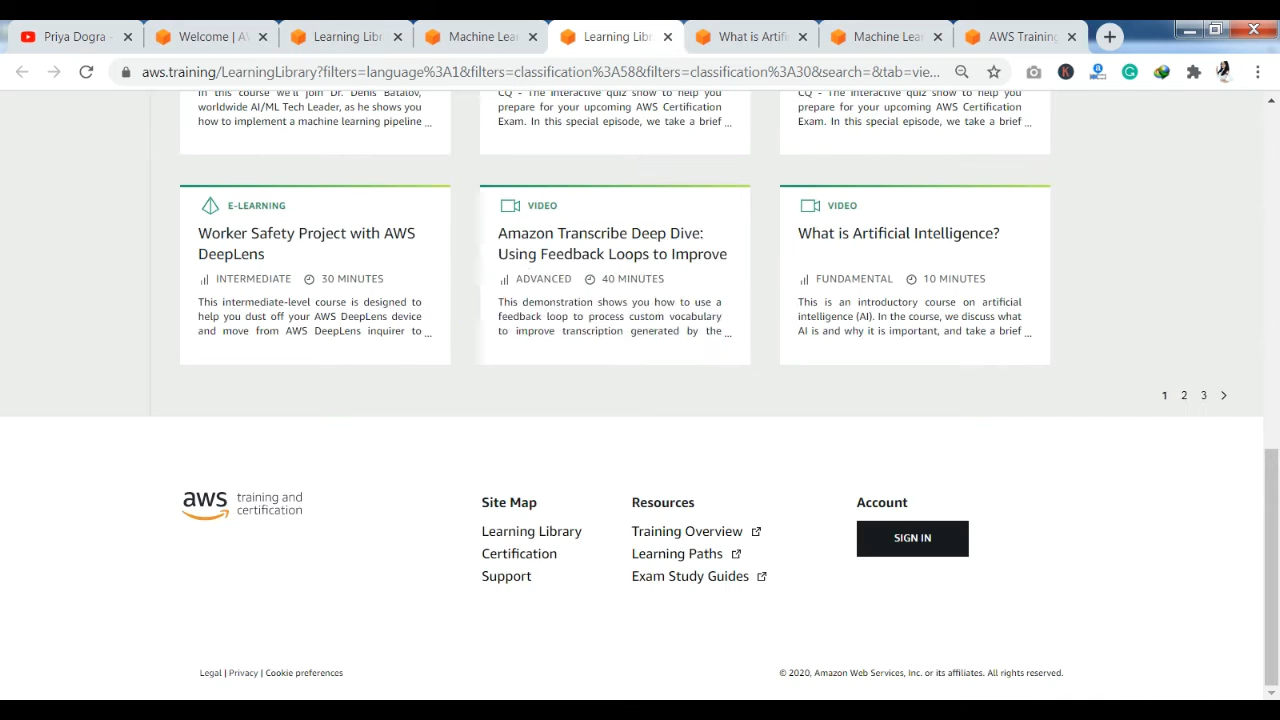 Priya Dogra -
Welcome | A
Learning Libr
Machine Le
Learning Libr
What is Artifi
Machine Lear
AWS Training
aws.training/LearningLibrary?filters=language%3A1&filters=classification%3A58&filters=classification%3A30&search=&tab=vie...
In this course we'll join Dr. Denis Batalov,
worldwide AI/ML Tech Leader, as he shows you
how to implement a machine learning pipeline ...
CQ - The interactive quiz show to help you
prepare for your upcoming AWS Certification
Exam. In this special episode, we take a brief ...
CQ - The interactive quiz show to help you
prepare for your upcoming AWS Certification
Exam. In this special episode, we take a brief ...
E-LEARNING
Worker Safety Project with AWS
DeepLens
INTERMEDIATE 30 MINUTES
This intermediate-level course is designed to
help you dust off your AWS DeepLens device
and move from AWS DeepLens inquirer to ...
VIDEO
Amazon Transcribe Deep Dive:
Using Feedback Loops to Improve
ADVANCED 40 MINUTES
This demonstration shows you how to use a
feedback loop to process custom vocabulary
to improve transcription generated by the ...
VIDEO
What is Artificial Intelligence?
FUNDAMENTAL 10 MINUTES
This is an introductory course on artificial
intelligence (AI). In the course, we discuss what
AI is and why it is important, and take a brief ...
1 2 3
aws training and
certification
Site Map
Learning Library
Certification
Support
Resources
Training Overview
Learning Paths
Exam Study Guides
Account
SIGN IN
Legal | Privacy | Cookie preferences
© 2020, Amazon Web Services, Inc. or its affiliates. All rights reserved.